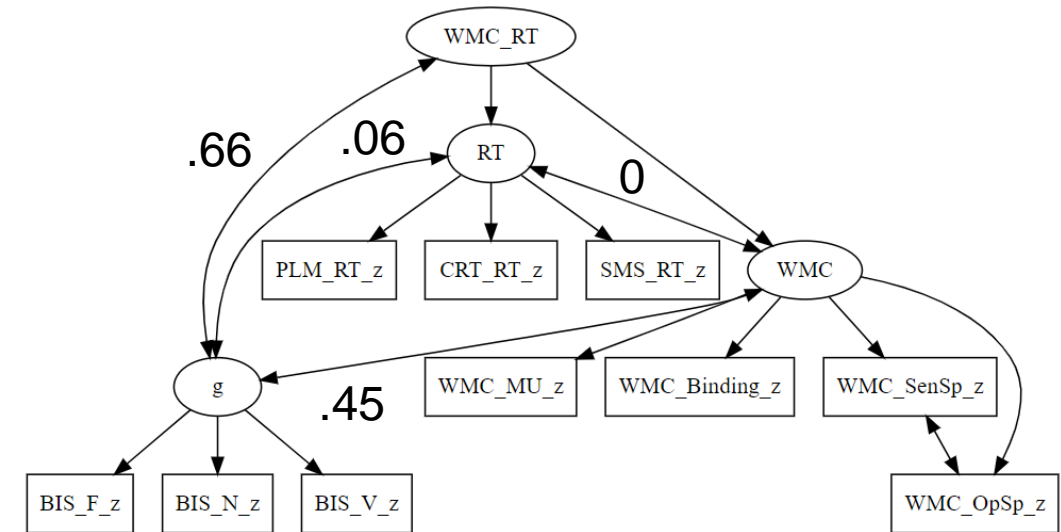 WMC_RT
.66
.06
RT
0
PLM_RT_z
CRT_RT_z
SMS_RT_z
WMC
g
.45
WMC_MU_z
WMC_Binding_z
WMC_SenSp_z
BIS_F_z
BIS_N_z
BIS_V_z
WMC_OpSp_z